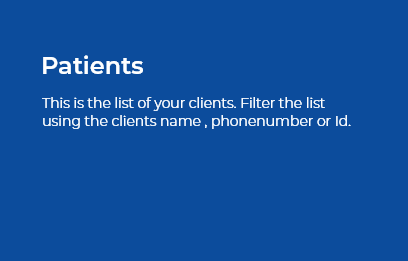 Patients
This is the list of your clients. Filter the list
using the clients name , phonenumber or Id.